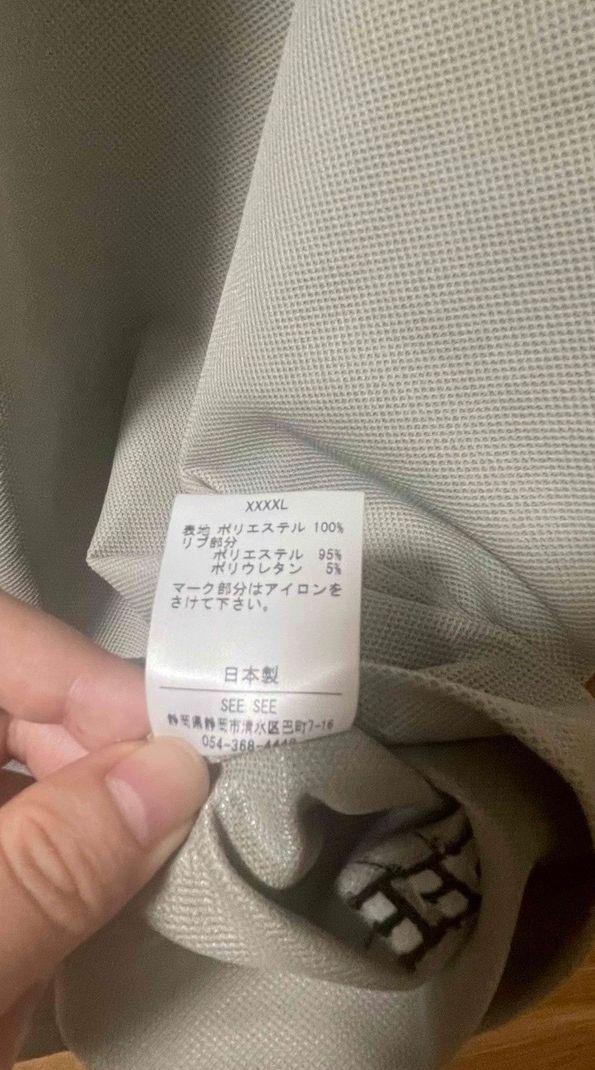 XXXXL
表地 ポリエステル 100%
リブ部分
ポリエステル 95%
ポリウレタン 5%
マーク部分はアイロンを
さけて下さい。
日本製
SEE SEE
静岡県静岡市清水区巴町7-16